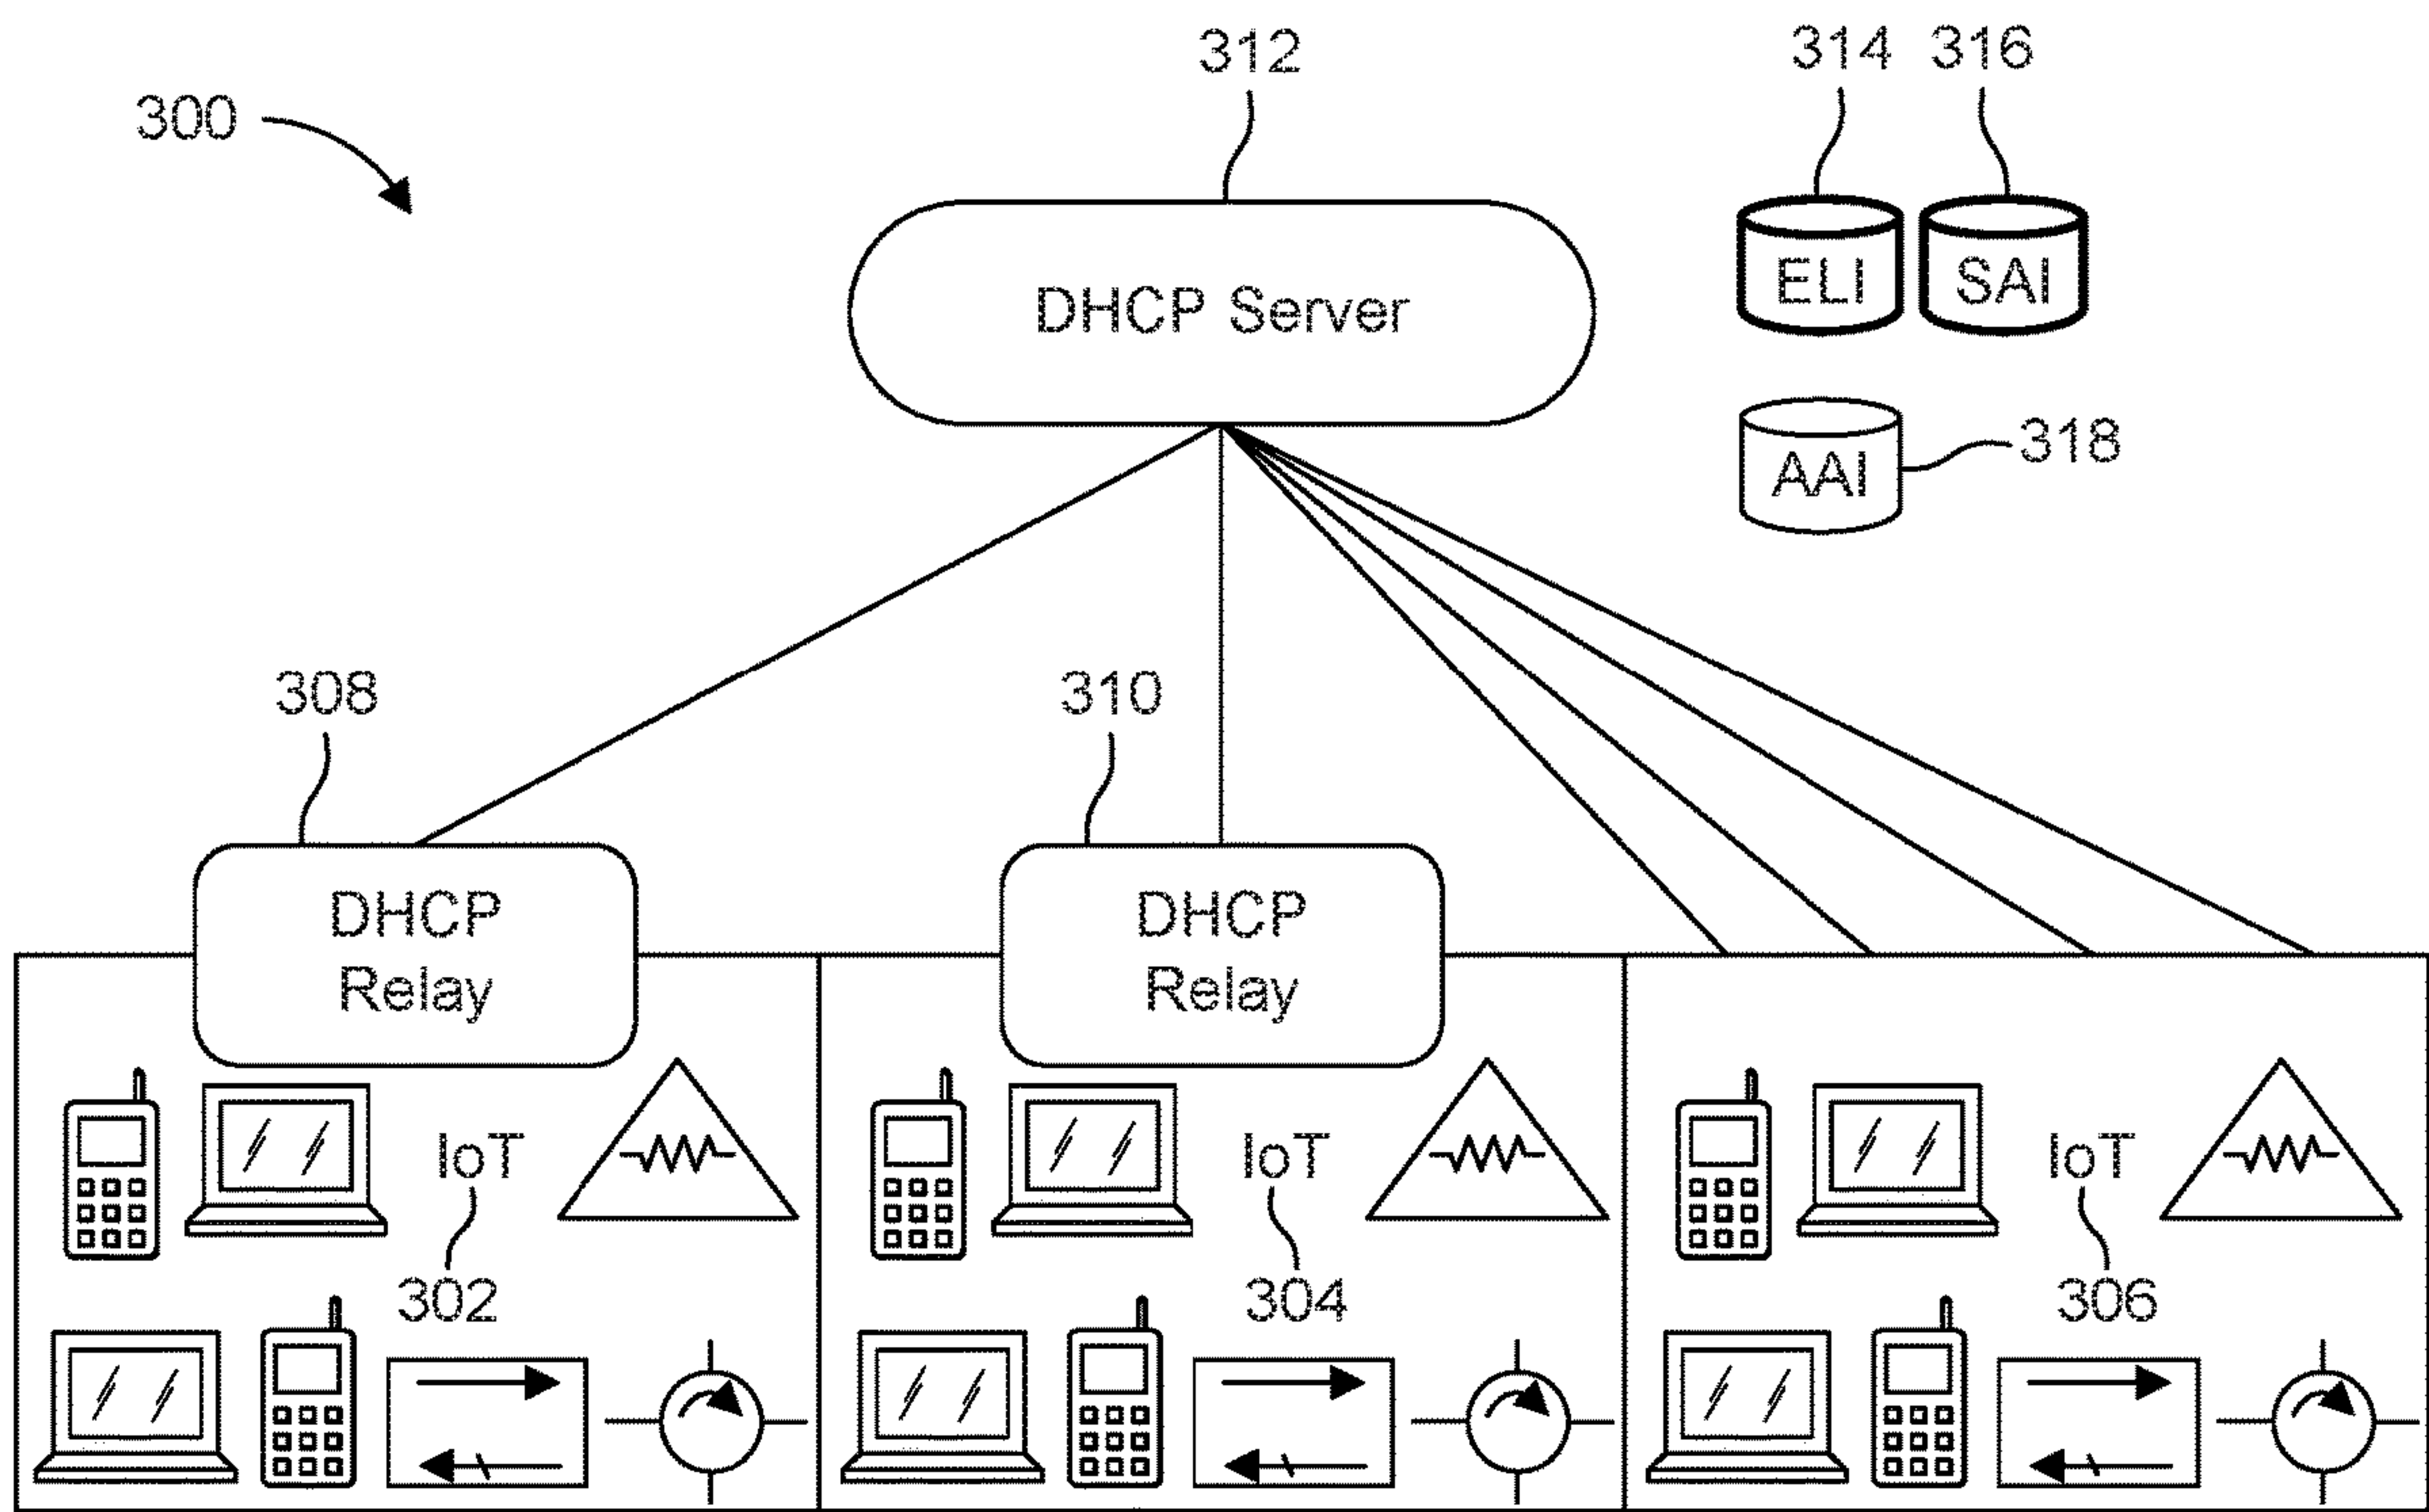 312
314 316
300
DHCP Server
ELI SAI
AAI
318
308
310
DHCP
Relay
DHCP
Relay
IoT
IoT
IoT
302
304
306